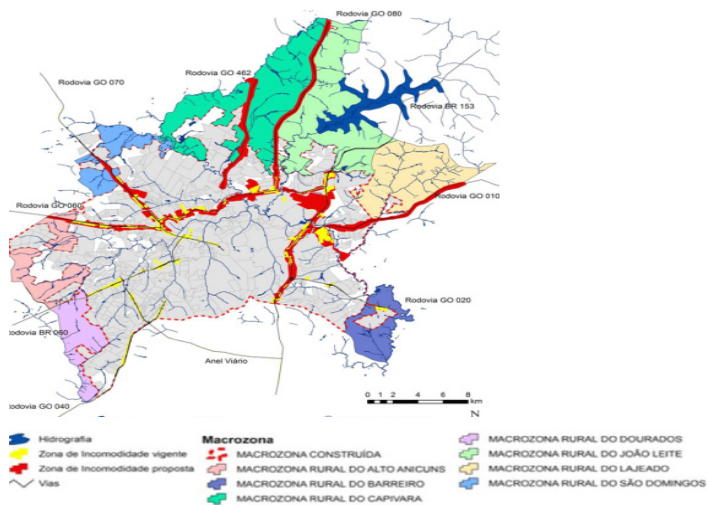 Rodovia GO 080
Rodovia GO 070
Rodovia GO 462
Rodovia BR 153
Rodovia GO 060
Rodovia GO 010
Rodovia GO 020
Rodovia BR 060
Anel Viário
Rodovia GO 040
0 1 2 4 6 8
km
N
Hidrografia
Zona de Incomodidade vigente
Zona de Incomodidade proposta
Vias
Macrozona
MACROZONA CONSTRUÍDA
MACROZONA RURAL DO ALTO ANICUNS
MACROZONA RURAL DO BARREIRO
MACROZONA RURAL DO CAPIVARA
MACROZONA RURAL DO DOURADOS
MACROZONA RURAL DO JOÃO LEITE
MACROZONA RURAL DO LAJEADO
MACROZONA RURAL DO SÃO DOMINGOS